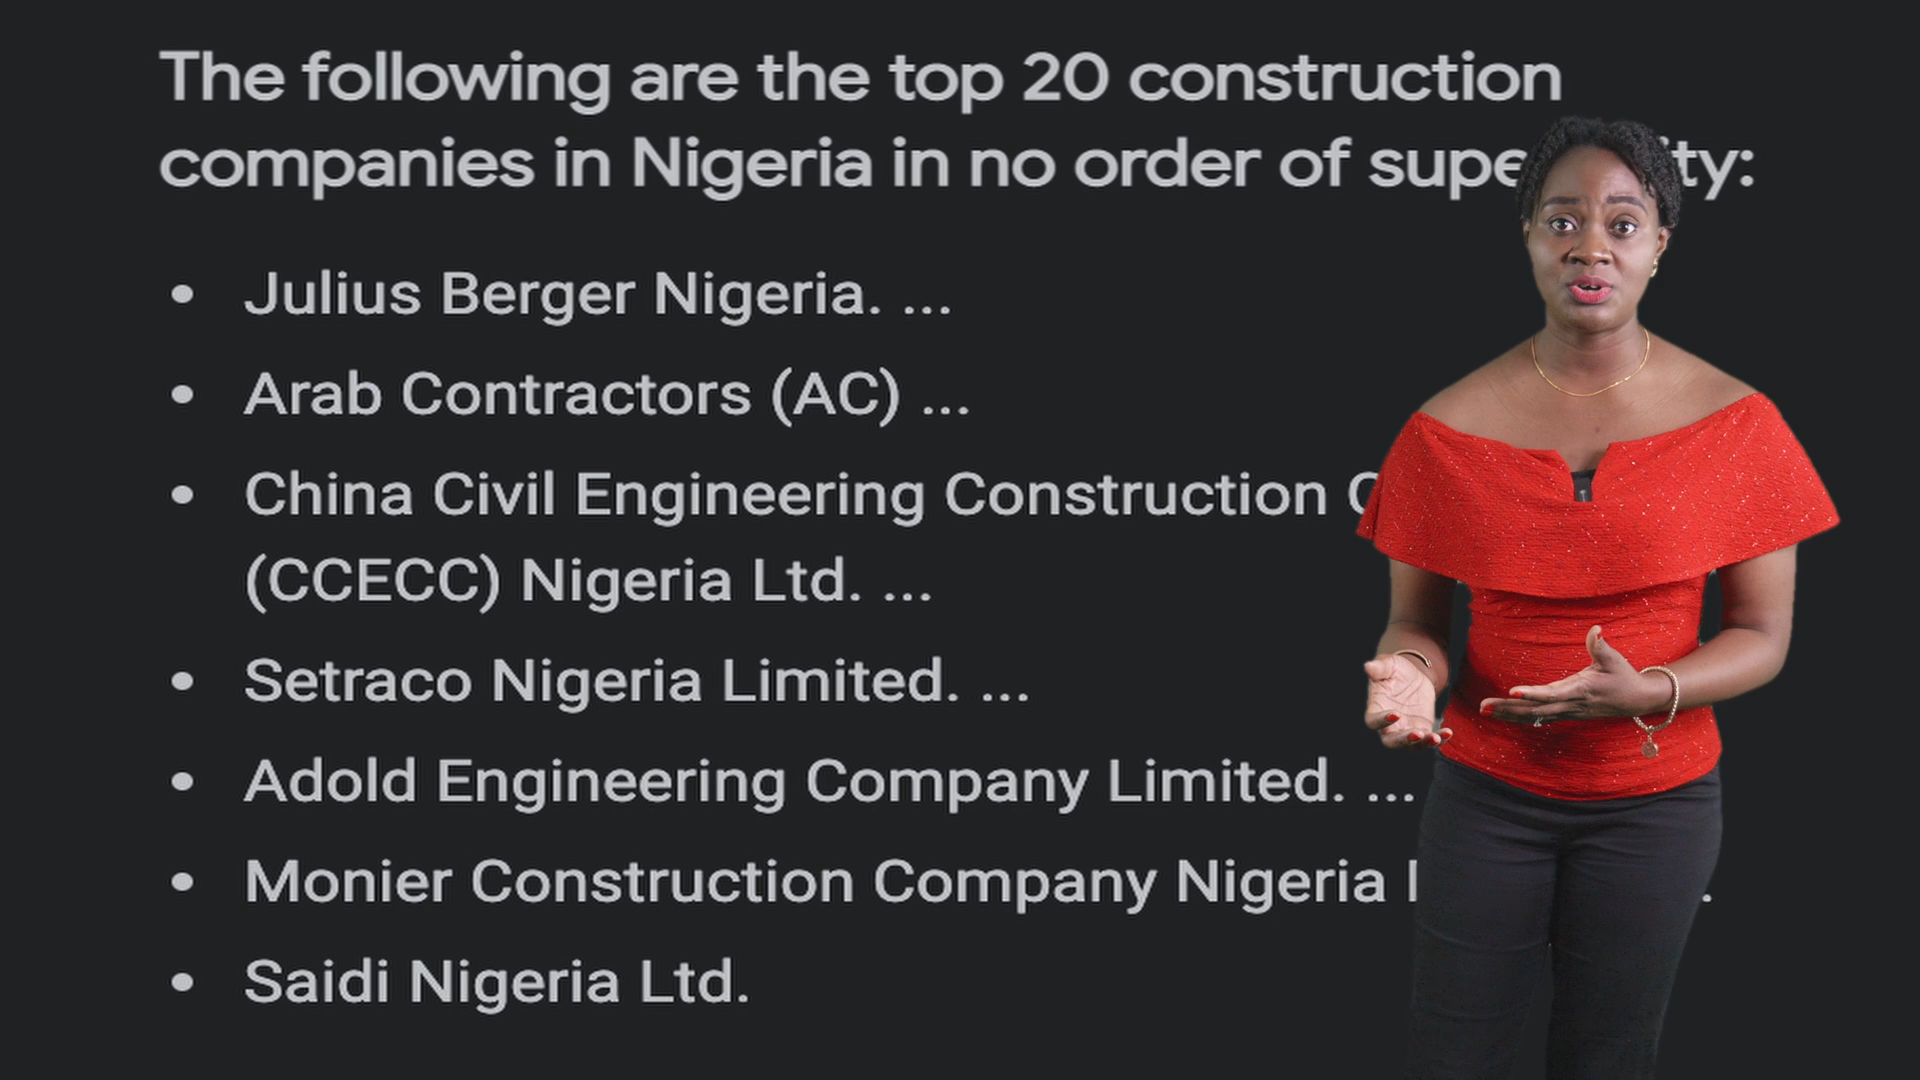 The following are the top 20 construction
companies in Nigeria in no order of
• Julius Berger Nigeria. ...
• Arab Contractors (AC) ...
• China Civil Engineering Construction
(CCECC) Nigeria Ltd. ...
• Setraco Nigeria Limited. ...
• Adold Engineering Company Limited. ...
• Monier Construction Company Nigeria
• Saidi Nigeria Ltd.